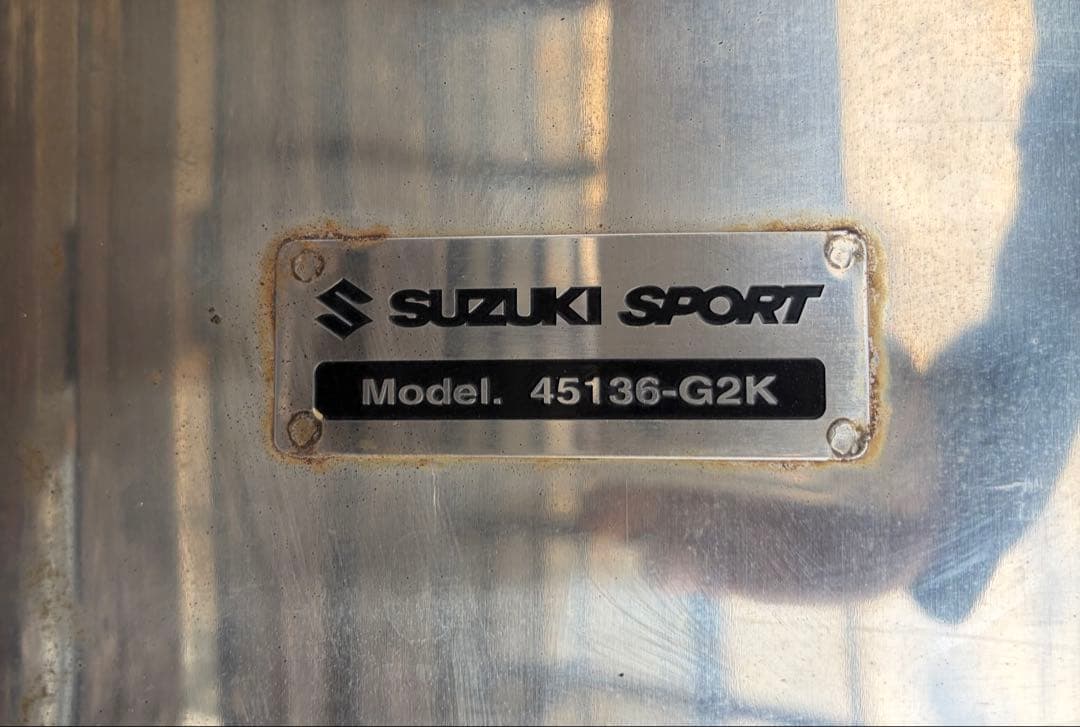 SUZUKI SPORT
Model. 45136-G2K